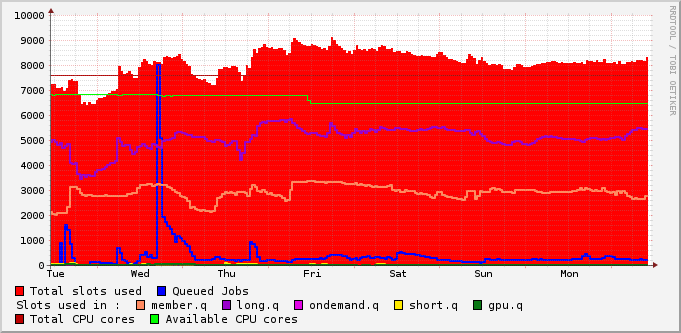 10000
9000
8000
7000
6000
5000
4000
3000
2000
1000
0
Tue Wed Thu Fri Sat Sun Mon
RRDTOOL / TOBI OETIKER
Total slots used Queued Jobs
Slots used in : member.q long.q ondemand.q short.q gpu.q
Total CPU cores Available CPU cores